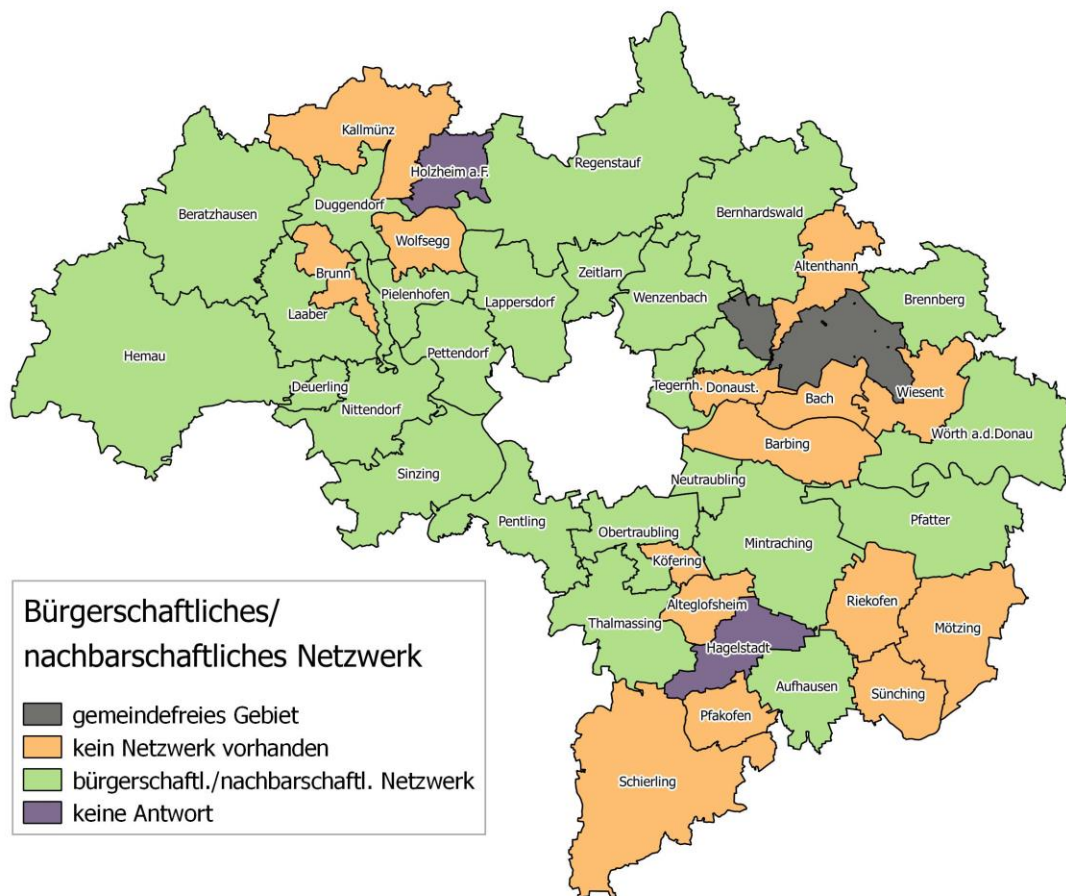 Kallmünz
Holzheim a.F.
Regenstauf
Beratzhausen
Duggendorf
Bernhardswald
Wolfsegg
Altenthann
Brunn
Zeitlarn
Pielenhofen
Lappersdorf
Wenzenbach
Brennberg
Laaber
Hemau
Pettendorf
Deuerling
Tegernh.
Donaust.
Bach
Wiesent
Nittendorf
Barbing
Wörth a.d.Donau
Sinzing
Neutraubling
Pentling
Obertraubling
Mintraching
Pfatter
Köfering
Alteglofsheim
Riekofen
Thalmassing
Mötzing
Hagelstadt
Aufhausen
Sünching
Pfakofen
Schierling
Bürgerschaftliches/
nachbarschaftliches Netzwerk
gemeindefreies Gebiet
kein Netzwerk vorhanden
bürgerschaftl./nachbarschaftl. Netzwerk
keine Antwort